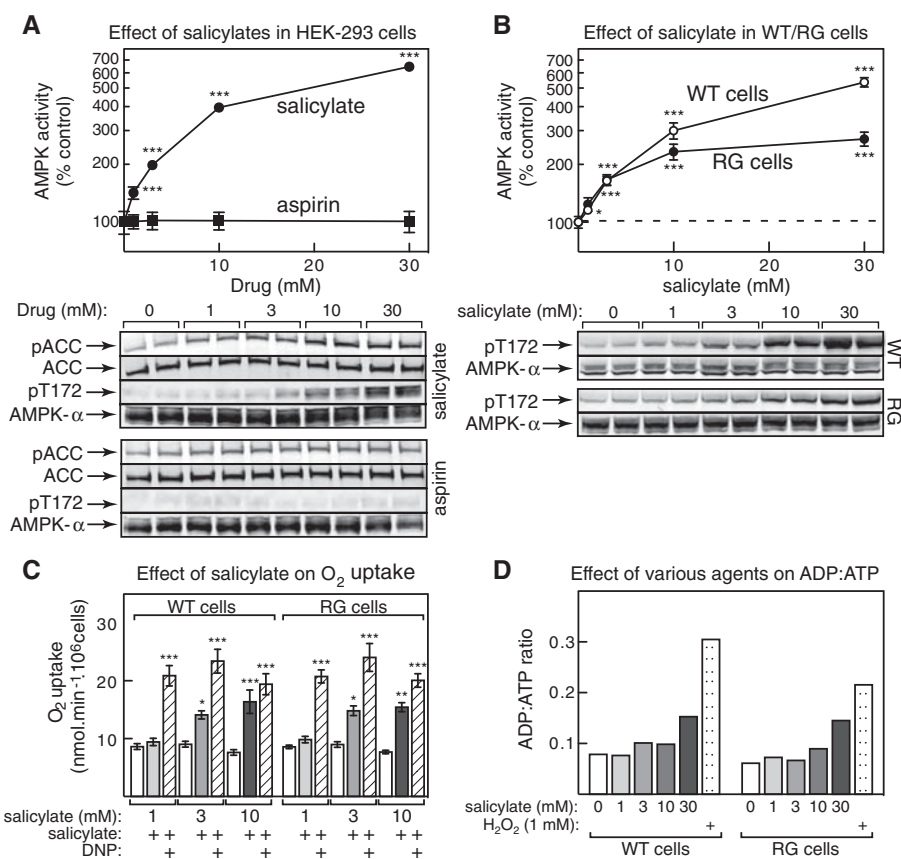 A
Effect of salicylates in HEK-293 cells
AMPK activity
(% control)
700
600
500
400
300
200
100
***
***
***
***
salicylate
aspirin
10
20
30
Drug (mM)
Drug (mM):
0
1
3
10
30
pACC
ACC
pT172
AMPK-α
salicylate
pACC
ACC
pT172
AMPK-α
aspirin
B
Effect of salicylate in WT/RG cells
AMPK activity
(% control)
700
600
500
400
300
200
100
***
***
***
***
***
***
*
WT cells
RG cells
10
20
30
salicylate (mM)
salicylate (mM):
0
1
3
10
30
pT172
AMPK-α
WT
pT172
AMPK-α
RG
C
Effect of salicylate on O₂ uptake
WT cells
RG cells
O₂ uptake
(nmol.min⁻¹.10⁶cells)
30
20
10
***
*
***
***
***
***
*
***
**
***
salicylate (mM):
1
3
10
1
3
10
salicylate:
+ + + + + + + + + + + +
DNP:
+ + + + + +
D
Effect of various agents on ADP:ATP
ADP:ATP ratio
0.3
0.2
0.1
salicylate (mM):
0 1 3 10 30
0 1 3 10 30
H₂O₂ (1 mM):
+
+
WT cells
RG cells